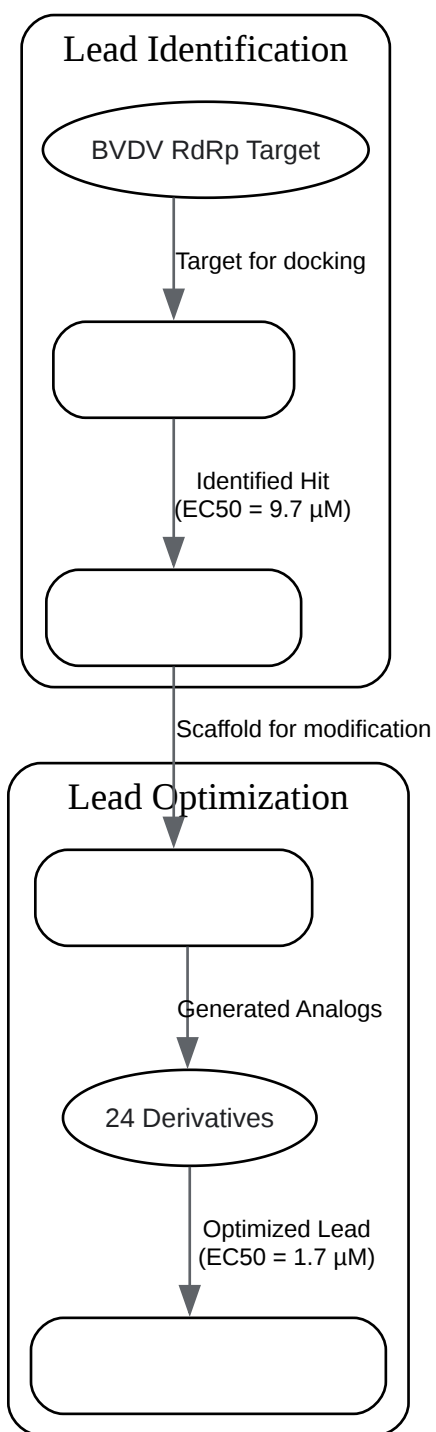 Lead Identification
BVDV RdRp Target
Target for docking
Identified Hit
(EC50 = 9.7 µM)
Scaffold for modification
Lead Optimization
Generated Analogs
24 Derivatives
Optimized Lead
(EC50 = 1.7 µM)